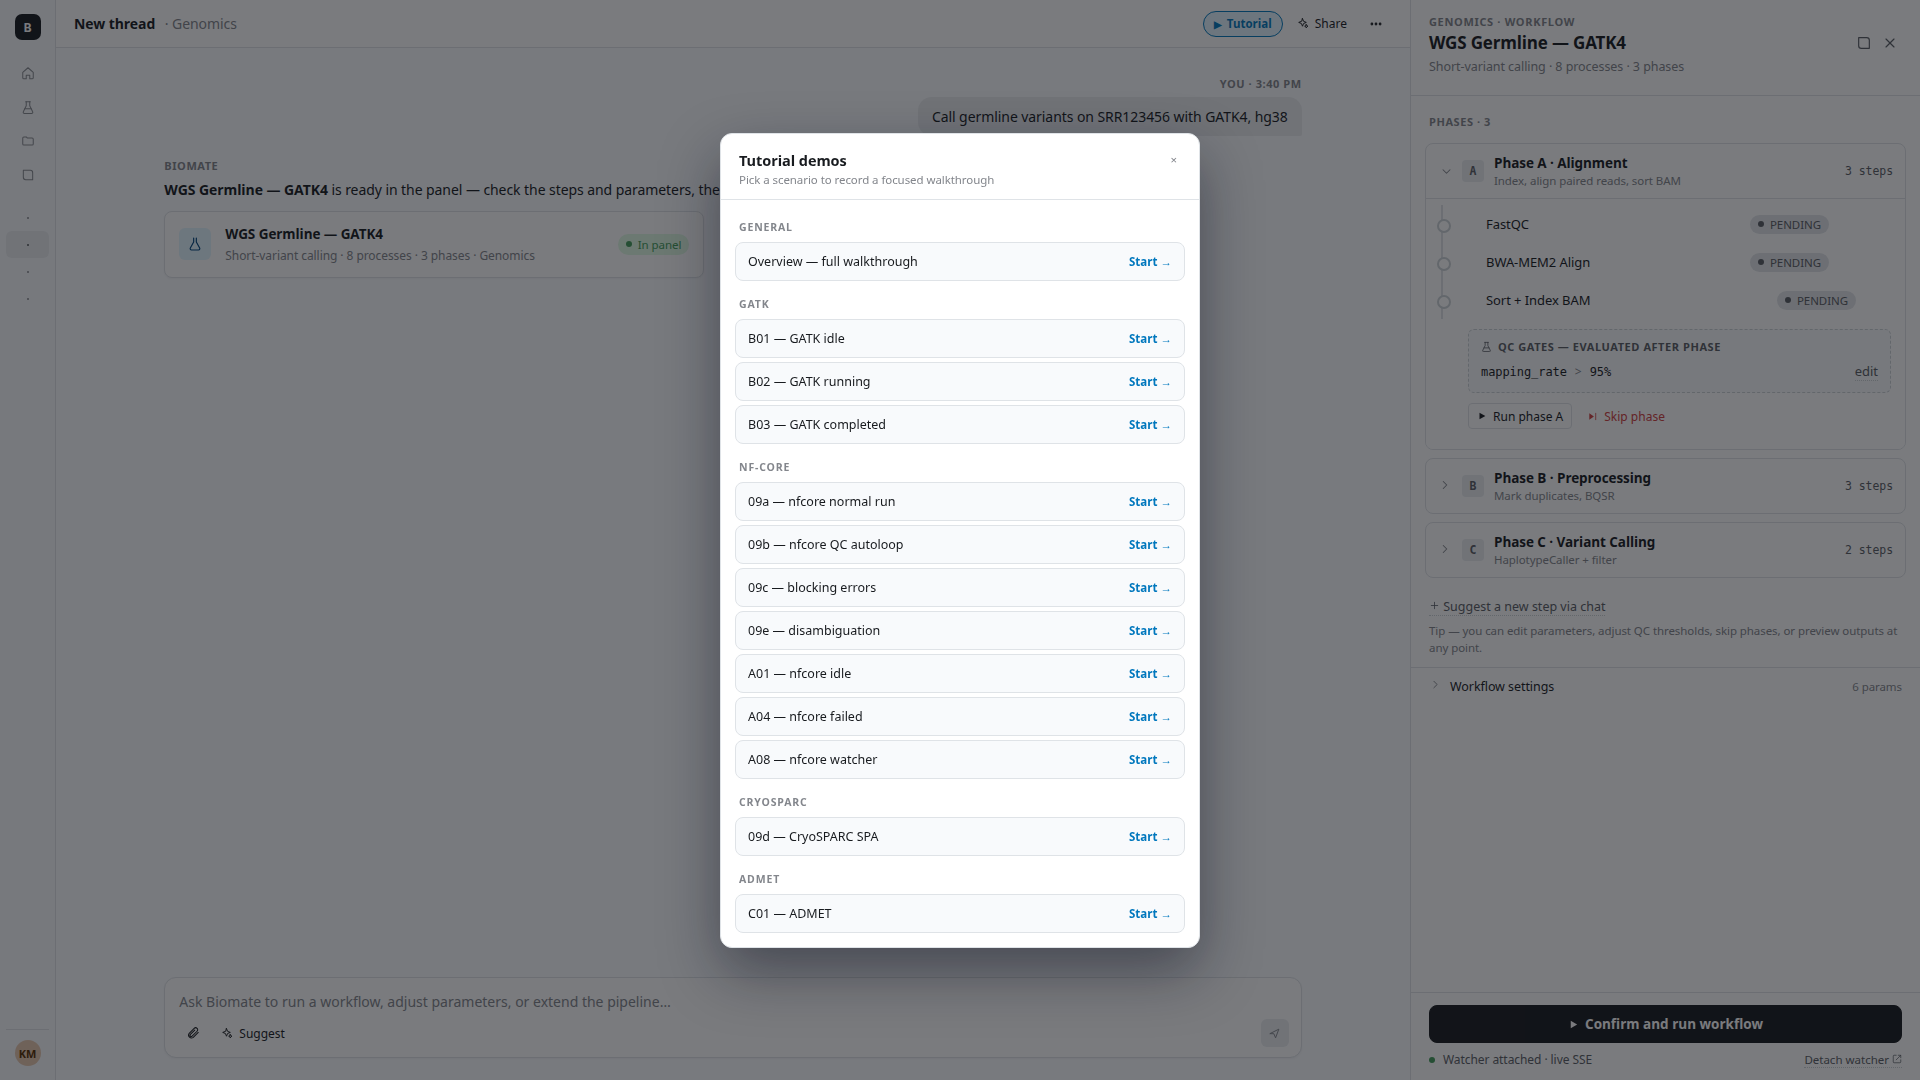 B
New thread · Genomics
▶ Tutorial
Share
YOU · 3:40 PM
Call germline variants on SRR123456 with GATK4, hg38
BIOMATE
WGS Germline — GATK4 is ready in the panel — check the steps and parameters, the
WGS Germline — GATK4
Short-variant calling · 8 processes · 3 phases · Genomics
In panel
Ask Biomate to run a workflow, adjust parameters, or extend the pipeline...
Suggest
KM
Tutorial demos
×
Pick a scenario to record a focused walkthrough
GENERAL
Overview — full walkthrough Start →
GATK
B01 — GATK idle Start →
B02 — GATK running Start →
B03 — GATK completed Start →
NF-CORE
09a — nfcore normal run Start →
09b — nfcore QC autoloop Start →
09c — blocking errors Start →
09e — disambiguation Start →
A01 — nfcore idle Start →
A04 — nfcore failed Start →
A08 — nfcore watcher Start →
CRYOSPARC
09d — CryoSPARC SPA Start →
ADMET
C01 — ADMET Start →
GENOMICS · WORKFLOW
WGS Germline — GATK4
Short-variant calling · 8 processes · 3 phases
PHASES · 3
A Phase A · Alignment 3 steps
Index, align paired reads, sort BAM
FastQC PENDING
BWA-MEM2 Align PENDING
Sort + Index BAM PENDING
QC GATES — EVALUATED AFTER PHASE
mapping_rate > 95% edit
Run phase A Skip phase
B Phase B · Preprocessing 3 steps
Mark duplicates, BQSR
C Phase C · Variant Calling 2 steps
HaplotypeCaller + filter
+ Suggest a new step via chat
Tip — you can edit parameters, adjust QC thresholds, skip phases, or preview outputs at
any point.
Workflow settings 6 params
Confirm and run workflow
Watcher attached · live SSE Detach watcher